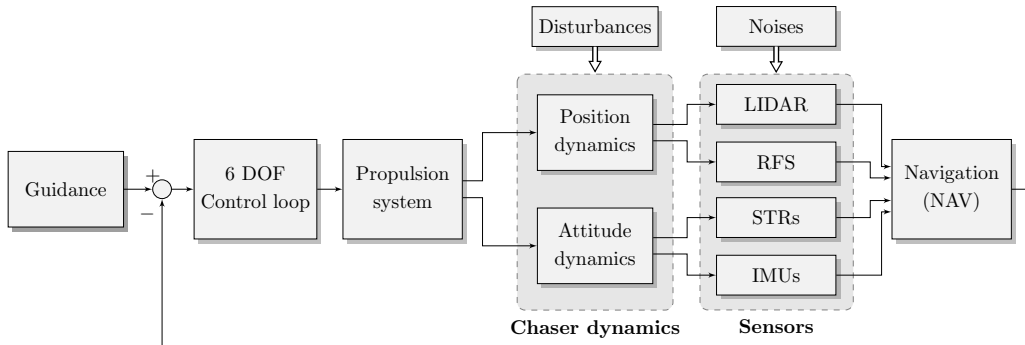 Disturbances
Noises
Guidance
+
−
6 DOF
Control loop
Propulsion
system
Position
dynamics
Attitude
dynamics
Chaser dynamics
LIDAR
RFS
STRs
IMUs
Sensors
Navigation
(NAV)